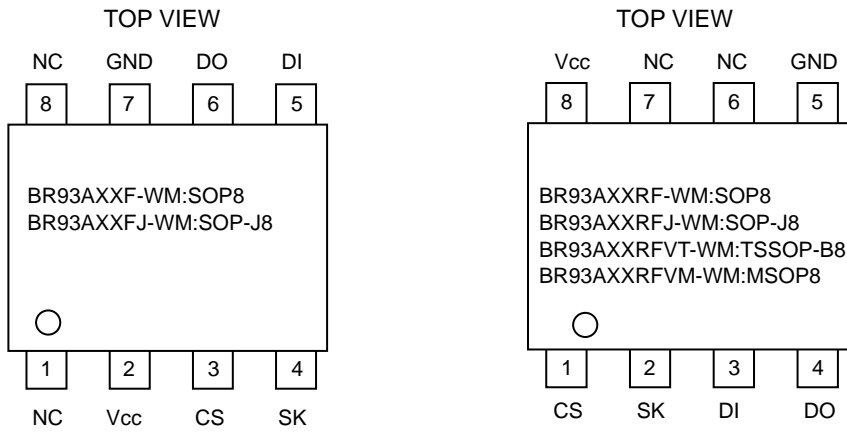 TOP VIEW
NC GND DO DI
8 7 6 5
BR93AXXF-WM:SOP8
BR93AXXFJ-WM:SOP-J8
1 2 3 4
NC Vcc CS SK
TOP VIEW
Vcc NC NC GND
8 7 6 5
BR93AXXRF-WM:SOP8
BR93AXXRFJ-WM:SOP-J8
BR93AXXRFVT-WM:TSSOP-B8
BR93AXXRFVM-WM:MSOP8
1 2 3 4
CS SK DI DO